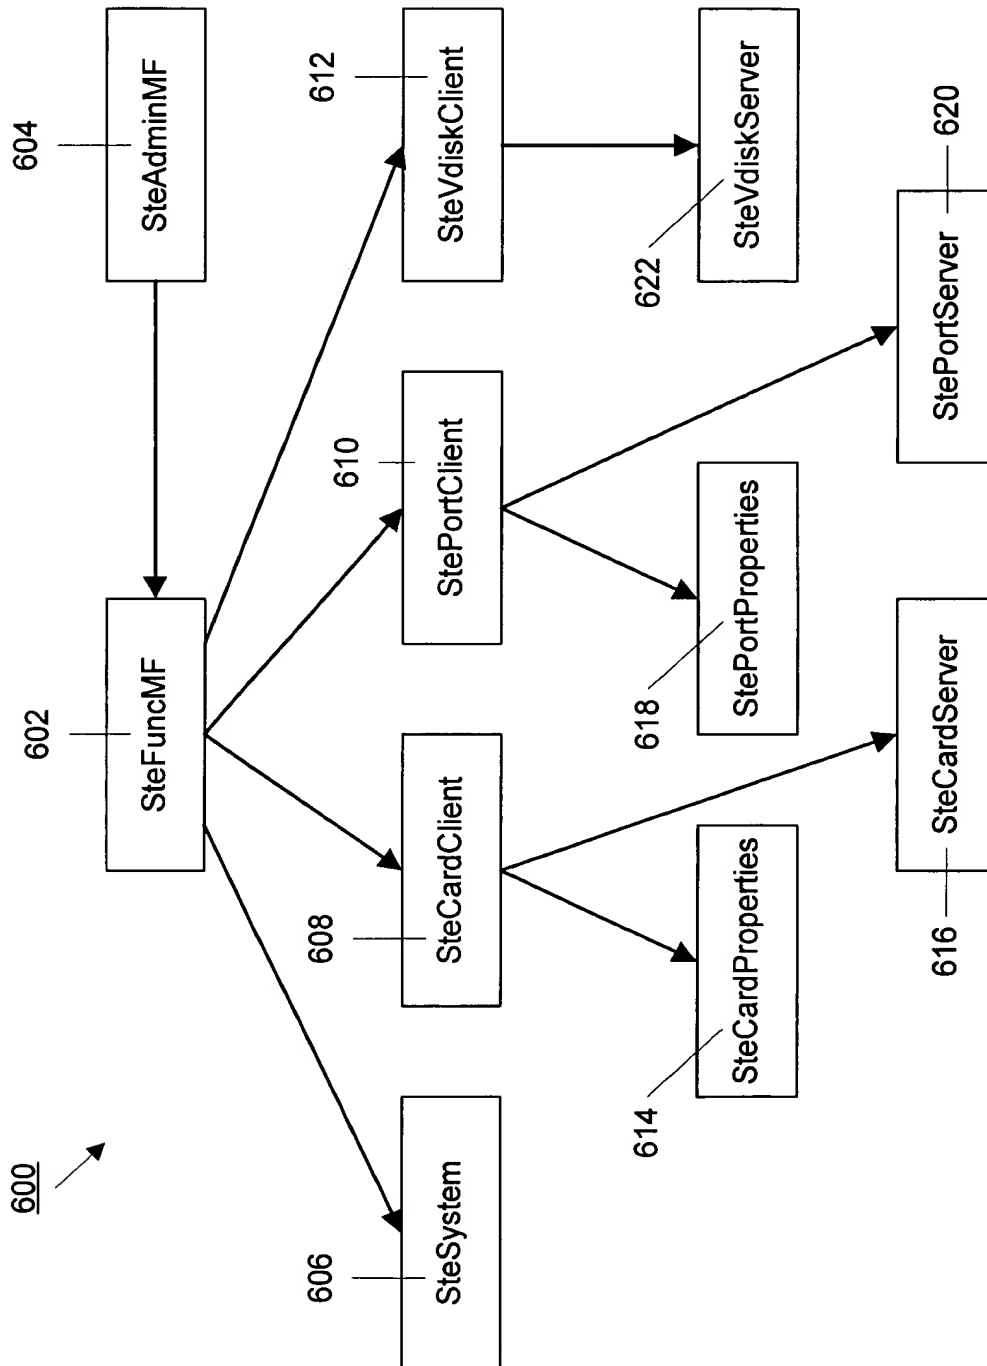 600
602
SteFuncMF
604
SteAdminMF
606
SteSystem
608
SteCardClient
610
StePortClient
612
SteVdiskClient
614
SteCardProperties
618
StePortProperties
622
SteVdiskServer
616
SteCardServer
StePortServer
620